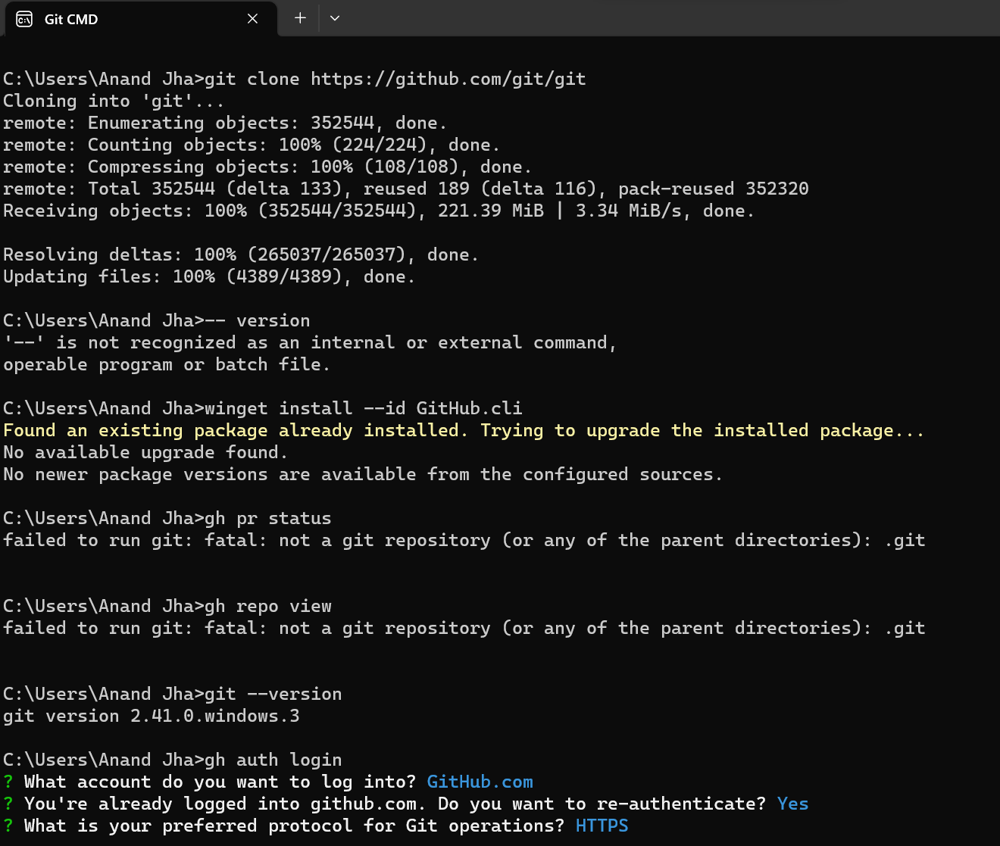 Git CMD
C:\Users\Anand Jha>git clone https://github.com/git/git
Cloning into 'git'...
remote: Enumerating objects: 352544, done.
remote: Counting objects: 100% (224/224), done.
remote: Compressing objects: 100% (108/108), done.
remote: Total 352544 (delta 133), reused 189 (delta 116), pack-reused 352320
Receiving objects: 100% (352544/352544), 221.39 MiB | 3.34 MiB/s, done.
Resolving deltas: 100% (265037/265037), done.
Updating files: 100% (4389/4389), done.
C:\Users\Anand Jha>-- version
'--' is not recognized as an internal or external command,
operable program or batch file.
C:\Users\Anand Jha>winget install --id GitHub.cli
Found an existing package already installed. Trying to upgrade the installed package...
No available upgrade found.
No newer package versions are available from the configured sources.
C:\Users\Anand Jha>gh pr status
failed to run git: fatal: not a git repository (or any of the parent directories): .git
C:\Users\Anand Jha>gh repo view
failed to run git: fatal: not a git repository (or any of the parent directories): .git
C:\Users\Anand Jha>git --version
git version 2.41.0.windows.3
C:\Users\Anand Jha>gh auth login
? What account do you want to log into? GitHub.com
? You're already logged into github.com. Do you want to re-authenticate? Yes
? What is your preferred protocol for Git operations? HTTPS